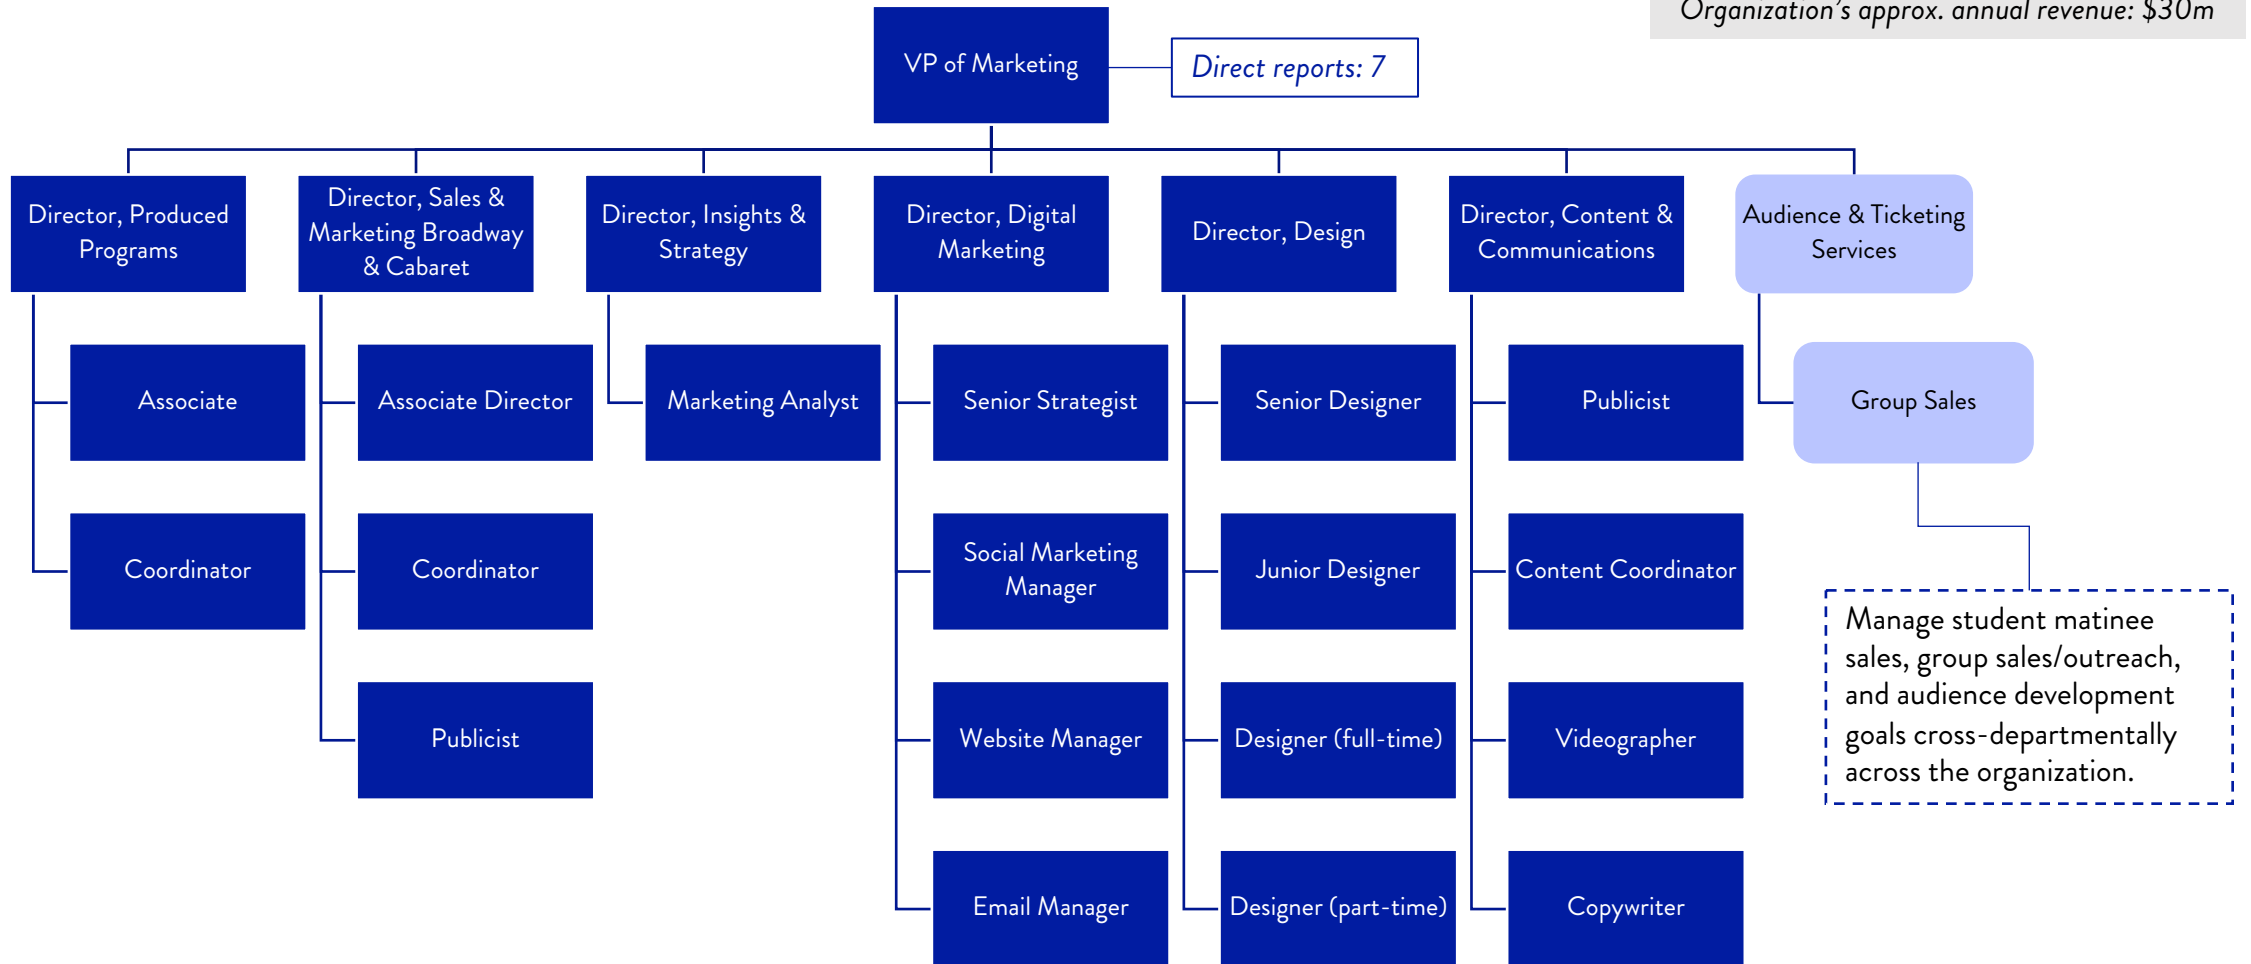 Organization's approx. annual revenue: $30m
VP of Marketing
Direct reports: 7
Director, Produced
Programs
Director, Sales &
Marketing Broadway
& Cabaret
Director, Insights &
Strategy
Director, Digital
Marketing
Director, Design
Director, Content &
Communications
Audience & Ticketing
Services
Associate
Associate Director
Marketing Analyst
Senior Strategist
Senior Designer
Publicist
Group Sales
Coordinator
Coordinator
Social Marketing
Manager
Junior Designer
Content Coordinator
Manage student matinee
sales, group sales/outreach,
and audience development
goals cross-departmentally
across the organization.
Publicist
Website Manager
Designer (full-time)
Videographer
Email Manager
Designer (part-time)
Copywriter